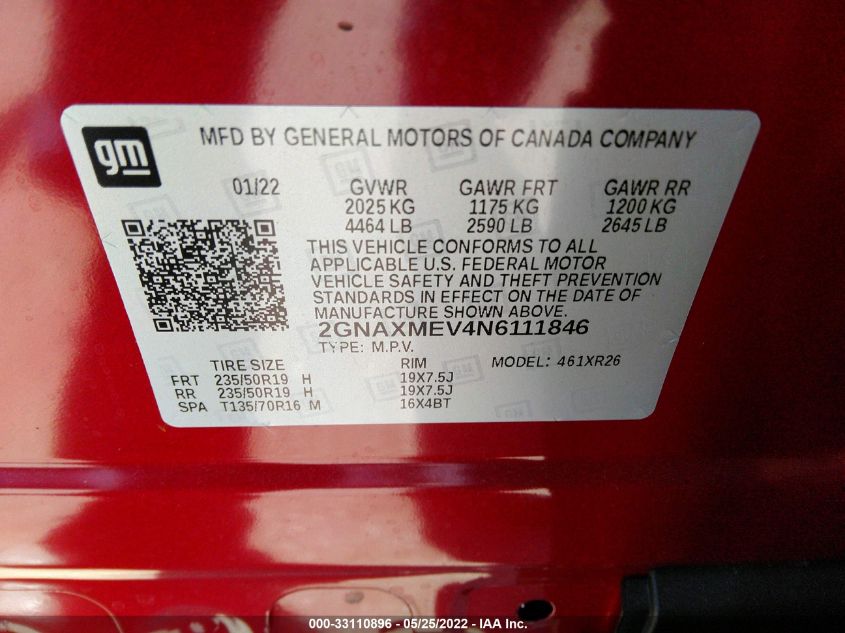 gm
MFD BY GENERAL MOTORS OF CANADA COMPANY
01/22 GVWR GAWR FRT GAWR RR
2025 KG 1175 KG 1200 KG
4464 LB 2590 LB 2645 LB
THIS VEHICLE CONFORMS TO ALL
APPLICABLE U.S. FEDERAL MOTOR
VEHICLE SAFETY AND THEFT PREVENTION
STANDARDS IN EFFECT ON THE DATE OF
MANUFACTURE SHOWN ABOVE.
2GNAXMEV4N6111846
TYPE: M.P.V.
TIRE SIZE RIM MODEL: 461XR26
FRT 235/50R19 H 19X7.5J
RR 235/50R19 H 19X7.5J
SPA T135/70R16 M 16X4BT
000-33110896 - 05/25/2022 - IAA Inc.